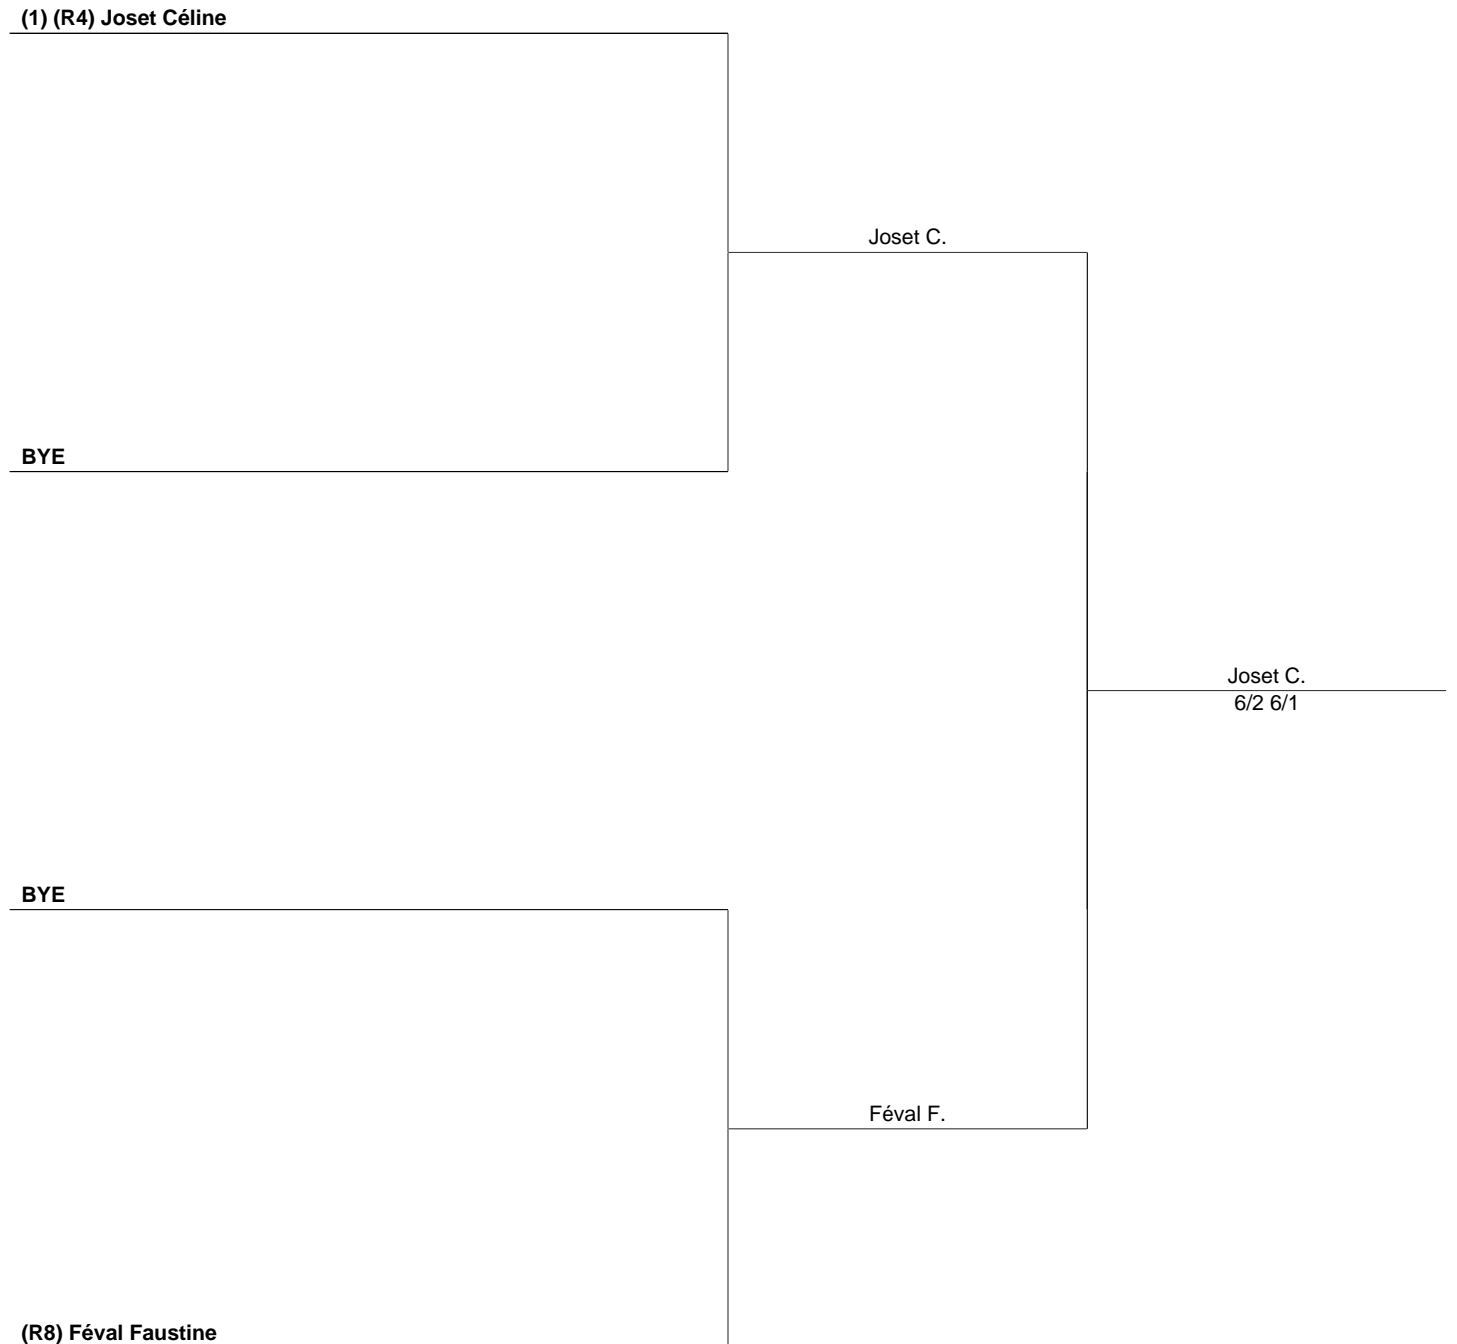 (1) (R4) Joset Céline
Joset C.
BYE
Joset C.
6/2 6/1
BYE
Féval F.
(R8) Féval Faustine